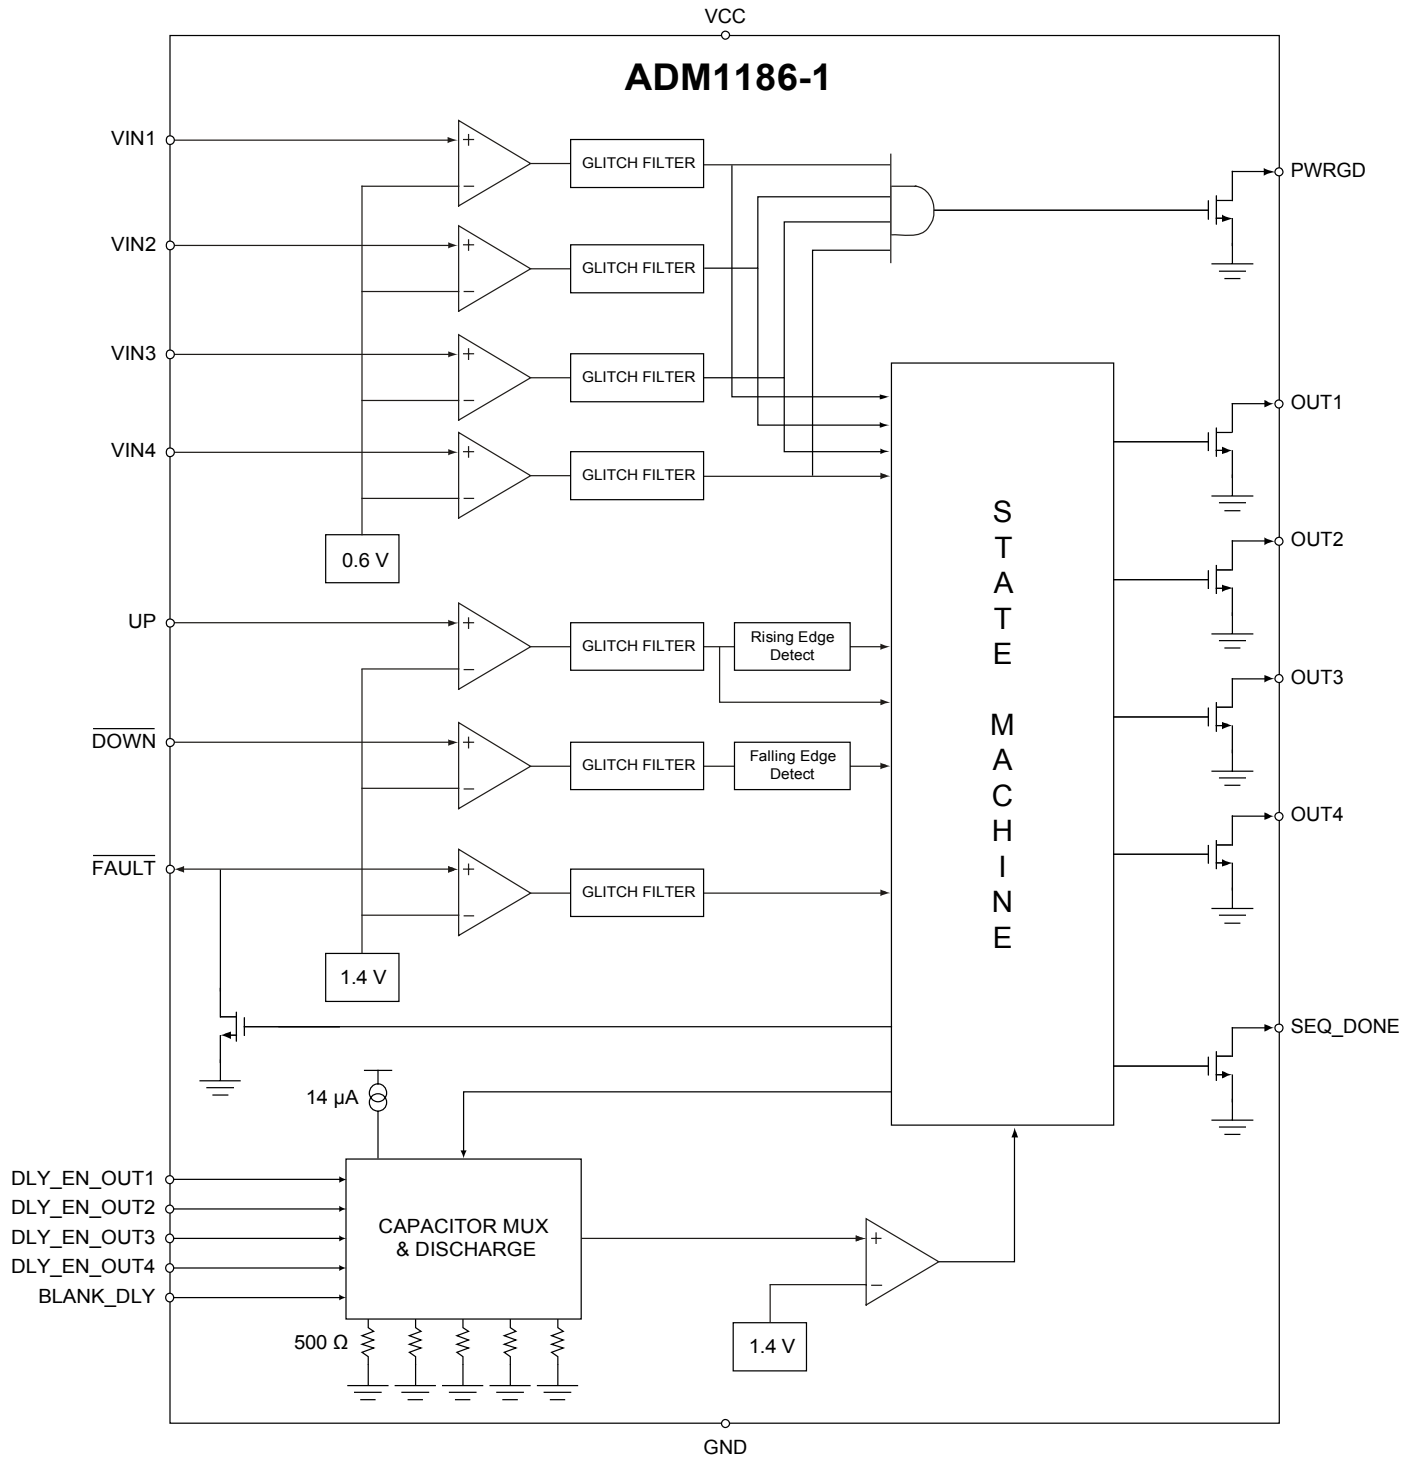 VCC
ADM1186-1
VIN1
+
−
GLITCH FILTER
PWRGD
VIN2
+
−
GLITCH FILTER
VIN3
+
−
GLITCH FILTER
OUT1
VIN4
+
−
GLITCH FILTER
0.6 V
STATE MACHINE
OUT2
UP
+
−
GLITCH FILTER
Rising Edge
Detect
OUT3
DOWN
+
−
GLITCH FILTER
Falling Edge
Detect
OUT4
FAULT
+
−
GLITCH FILTER
1.4 V
SEQ_DONE
14 µA
DLY_EN_OUT1
DLY_EN_OUT2
DLY_EN_OUT3
DLY_EN_OUT4
BLANK_DLY
CAPACITOR MUX
& DISCHARGE
+
−
500 Ω
1.4 V
GND